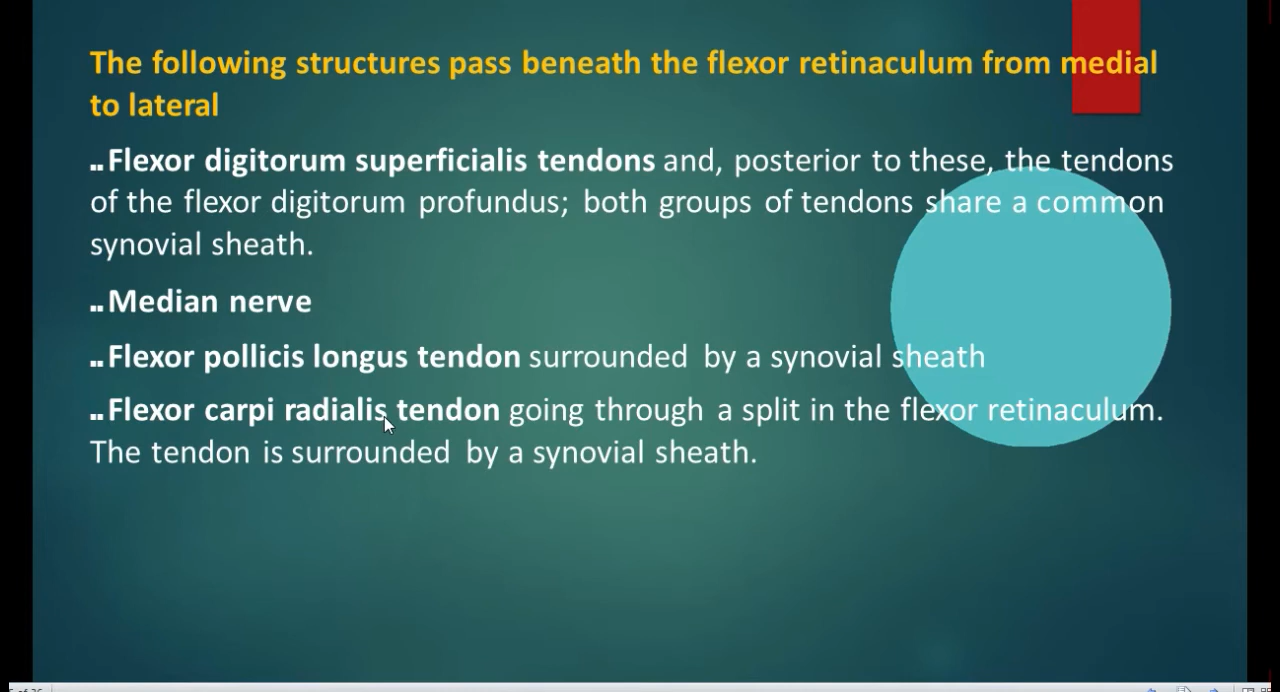 The following structures pass beneath the flexor retinaculum from medial
to lateral
..Flexor digitorum superficialis tendons and, posterior to these, the tendons
of the flexor digitorum profundus; both groups of tendons share a common
synovial sheath.
..Median nerve
..Flexor pollicis longus tendon surrounded by a synovial sheath
..Flexor carpi radialis tendon going through a split in the flexor retinaculum.
The tendon is surrounded by a synovial sheath.